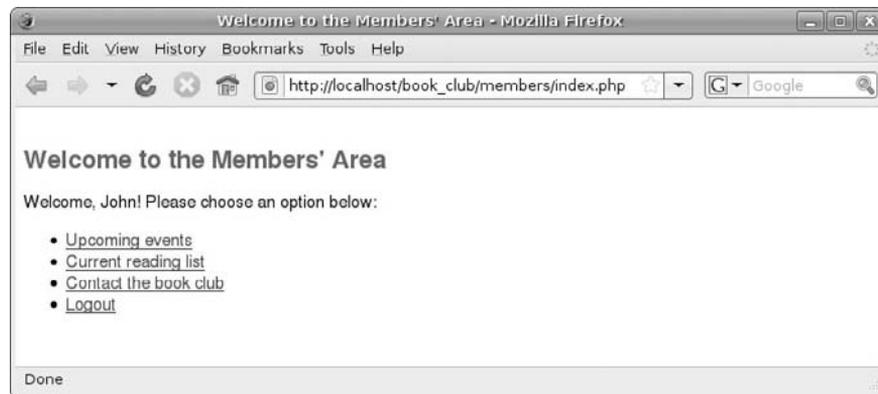 Welcome to the Members' Area - Mozilla Firefox
File Edit View History Bookmarks Tools Help
http://localhost/book_club/members/index.php G Google
Welcome to the Members' Area
Welcome, John! Please choose an option below:
• Upcoming events
• Current reading list
• Contact the book club
• Logout
Done